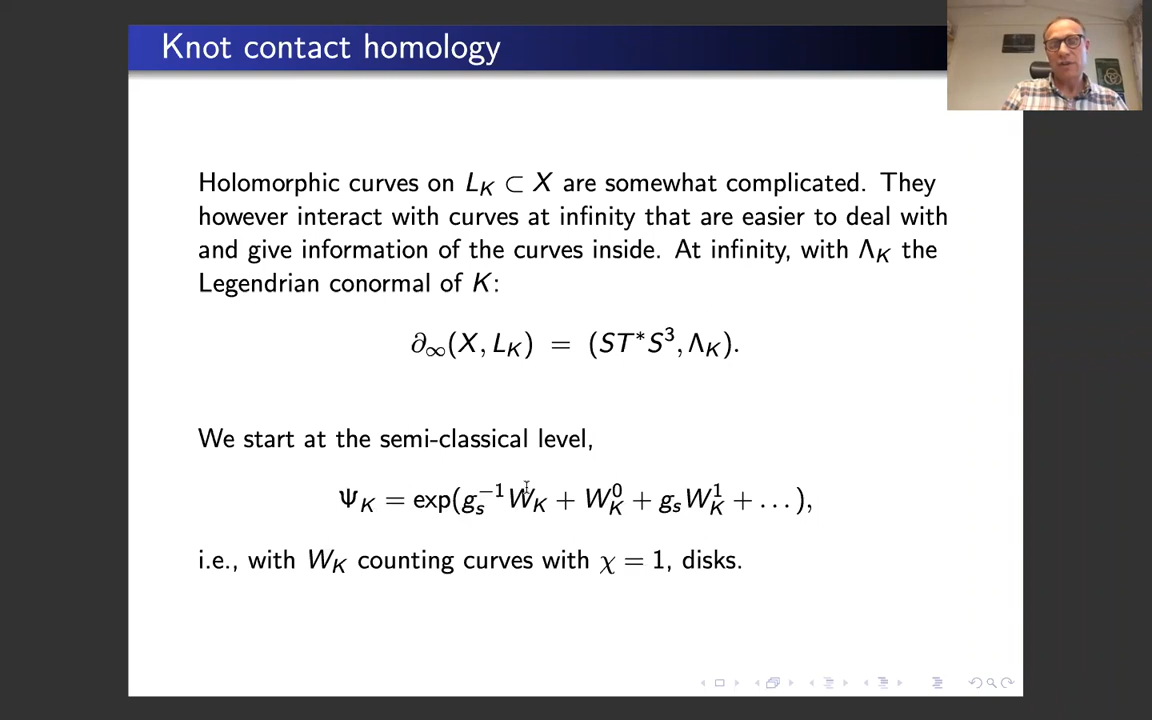 Knot contact homology
Holomorphic curves on L_K ⊂ X are somewhat complicated. They
however interact with curves at infinity that are easier to deal with
and give information of the curves inside. At infinity, with Λ_K the
Legendrian conormal of K:
∂_∞(X, L_K) = (ST*S³, Λ_K).
We start at the semi-classical level,
Ψ_K = exp(g_s^{-1} W_K + W_K^0 + g_s W_K^1 + ...),
i.e., with W_K counting curves with χ = 1, disks.